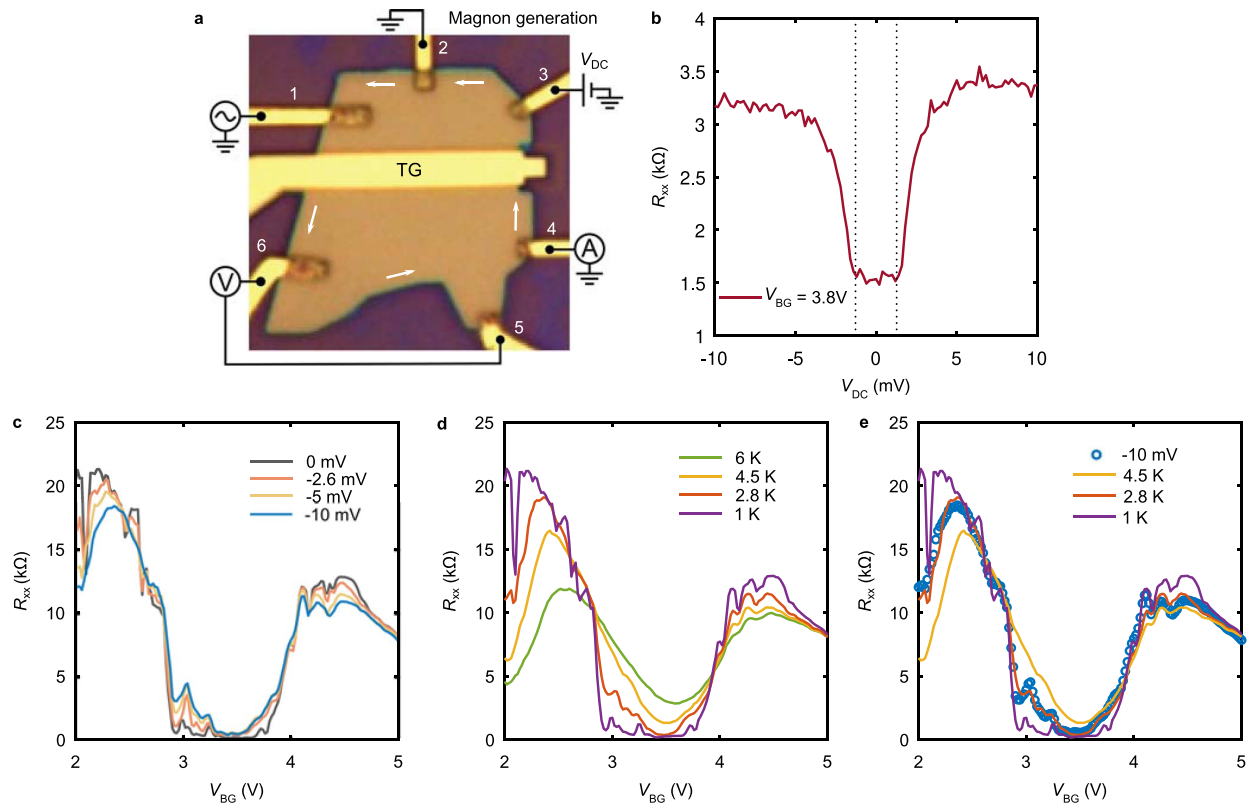 a
Magnon generation
b
1
2
3
V_DC
TG
4
A
6
V
5
4
3.5
3
2.5
2
1.5
1
R_xx (kΩ)
V_BG = 3.8V
-10 -5 0 5 10
V_DC (mV)
c
25
20
15
10
5
0
R_xx (kΩ)
0 mV
-2.6 mV
-5 mV
-10 mV
2 3 4 5
V_BG (V)
d
25
20
15
10
5
0
R_xx (kΩ)
6 K
4.5 K
2.8 K
1 K
2 3 4 5
V_BG (V)
e
25
20
15
10
5
0
R_xx (kΩ)
-10 mV
4.5 K
2.8 K
1 K
2 3 4 5
V_BG (V)